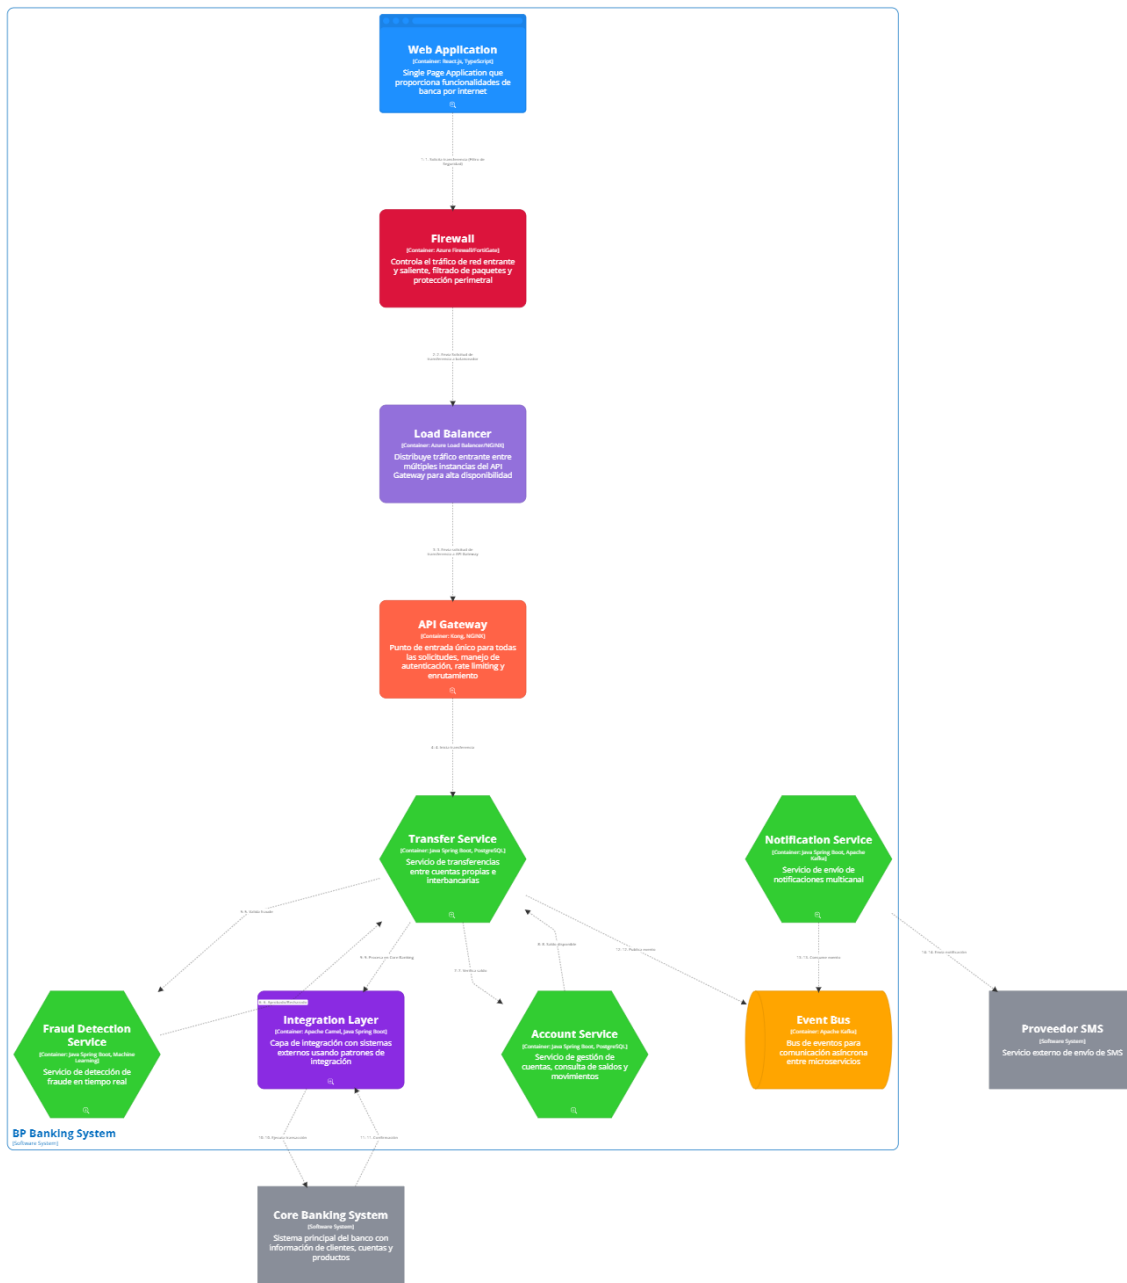 Web Application
[Container: React.js, TypeScript]
Single Page Application que
proporciona funcionalidades de
banca por internet
Firewall
[Container: Azure Firewall/FortiGate]
Controla el tráfico de red entrante
y saliente, filtrado de paquetes y
protección perimetral
Load Balancer
[Container: Azure Load Balancer/NGINX]
Distribuye tráfico entrante entre
múltiples instancias del API
Gateway para alta disponibilidad
API Gateway
[Container: Kong, NGINX]
Punto de entrada único para todas
las solicitudes, manejo de
autenticación, rate limiting y
enrutamiento
Transfer Service
[Container: Java Spring Boot, PostgreSQL]
Servicio de transferencias
entre cuentas propias e
interbancarias
Notification Service
[Container: Java Spring Boot, Apache
Kafka]
Servicio de envío de
notificaciones multicanal
Fraud Detection
Service
[Container: Java Spring Boot, Machine
Learning]
Servicio de detección de
fraude en tiempo real
Integration Layer
[Container: Apache Camel, Java Spring Boot]
Capa de integración con sistemas
externos usando patrones de
integración
Account Service
[Container: Java Spring Boot, PostgreSQL]
Servicio de gestión de
cuentas, consulta de saldos y
movimientos
Event Bus
[Container: Apache Kafka]
Bus de eventos para
comunicación asíncrona
entre microservicios
Proveedor SMS
[Software System]
Servicio externo de envío de SMS
BP Banking System
[Software System]
Core Banking System
[Software System]
Sistema principal del banco con
información de clientes, cuentas y
productos